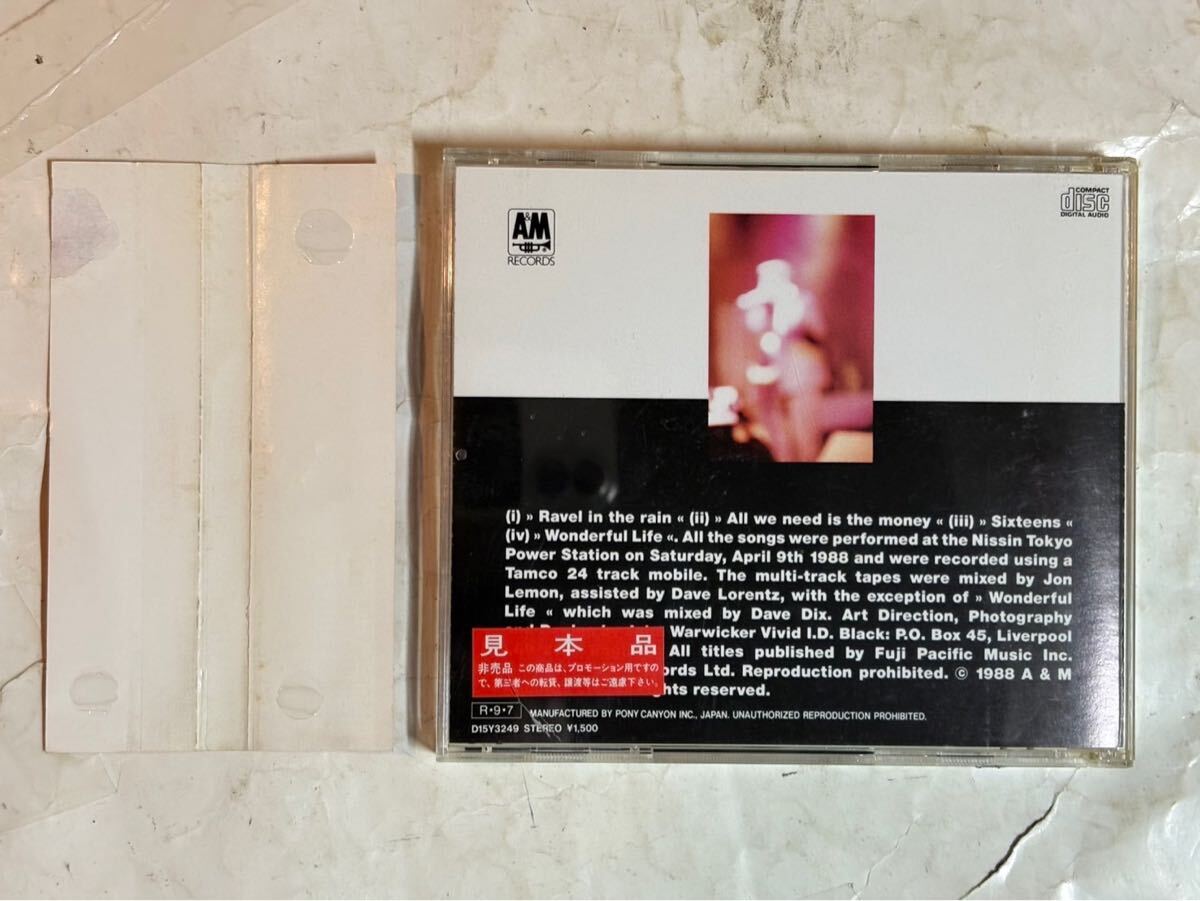 A&M
RECORDS
COMPACT
disc
DIGITAL AUDIO
(i) » Ravel in the rain « (ii) » All we need is the money « (iii) » Sixteens «
(iv) » Wonderful Life «. All the songs were performed at the Nissin Tokyo
Power Station on Saturday, April 9th 1988 and were recorded using a
Tamco 24 track mobile. The multi-track tapes were mixed by Jon
Lemon, assisted by Dave Lorentz, with the exception of » Wonderful
Life « which was mixed by Dave Dix. Art Direction, Photography
Warwicker Vivid I.D. Black: P.O. Box 45, Liverpool
All titles published by Fuji Pacific Music Inc.
Ltd. Reproduction prohibited. © 1988 A & M
reserved.
見本品
非売品 この商品は、プロモーション用ですの
で、第三者への転貸、譲渡等はご遠慮下さい。
R・9・7 MANUFACTURED BY PONY CANYON INC., JAPAN. UNAUTHORIZED REPRODUCTION PROHIBITED.
D15Y3249 STEREO ¥1,500